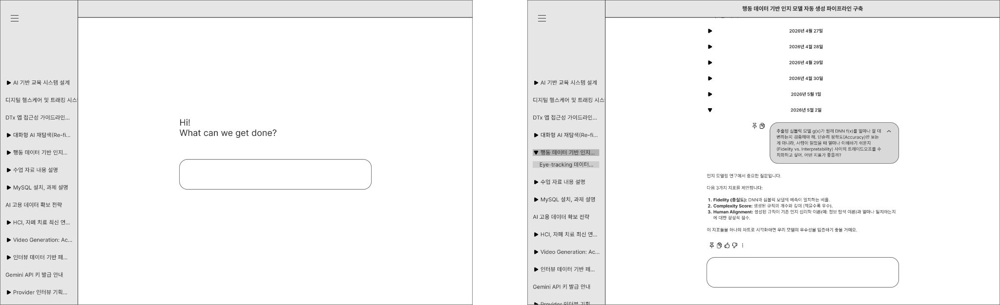 AI 기반 교육 시스템 설계
디지털 헬스케어 및 트래킹 시스
DTx 앱 접근성 가이드라인...
대화형 AI 재탐색(Re-fi...
행동 데이터 기반 인지...
수업 자료 내용 설명
MySQL 설치, 과제 설명
AI 고용 데이터 확보 전략
HCI, 자폐 치료 최신 연...
Video Generation: Ac...
인터뷰 데이터 기반 페...
Gemini API 키 발급 안내
Provider 인터뷰 기획...
Hi!
What can we get done?
행동 데이터 기반 인지 모델 자동 생성 파이프라인 구축
AI 기반 교육 시스템 설계
디지털 헬스케어 및 트래킹 시스
DTx 앱 접근성 가이드라인...
대화형 AI 재탐색(Re-fi...
행동 데이터 기반 인지...
Eye-tracking 데이터...
수업 자료 내용 설명
MySQL 설치, 과제 설명
AI 고용 데이터 확보 전략
HCI, 자폐 치료 최신 연...
Video Generation: Ac...
인터뷰 데이터 기반 페...
Gemini API 키 발급 안내
Provider 인터뷰 기획
2026년 4월 27일
2026년 4월 28일
2026년 4월 29일
2026년 4월 30일
2026년 5월 1일
2026년 5월 2일
추출된 심볼릭 모델 g(x)가 원래 DNN f(x)를 얼마나 잘 대
변하는지 검증해야 해. 단순히 정확도(Accuracy)만 보는
게 아니라, 사람이 읽었을 때 얼마나 이해하기 쉬운지
(Fidelity vs. Interpretability) 사이의 트레이드오프를 수
치화하고 싶어. 어떤 지표가 좋을까?
인지 모델링 연구에서 중요한 질문입니다.
다음 3가지 지표를 제안합니다:
1. Fidelity (충실도): DNN과 심볼릭 모델의 예측이 일치하는 비율.
2. Complexity Score: 생성된 규칙의 개수와 깊이 (적을수록 우수).
3. Human Alignment: 생성된 규칙이 기존 인지 심리학 이론(예: 정보 탐색 이론)과 얼마나 일치하는지
에 대한 정성적 점수.
이 지표들을 하나의 차트로 시각화하면 우리 모델의 우수성을 입증하기 좋을 거예요.